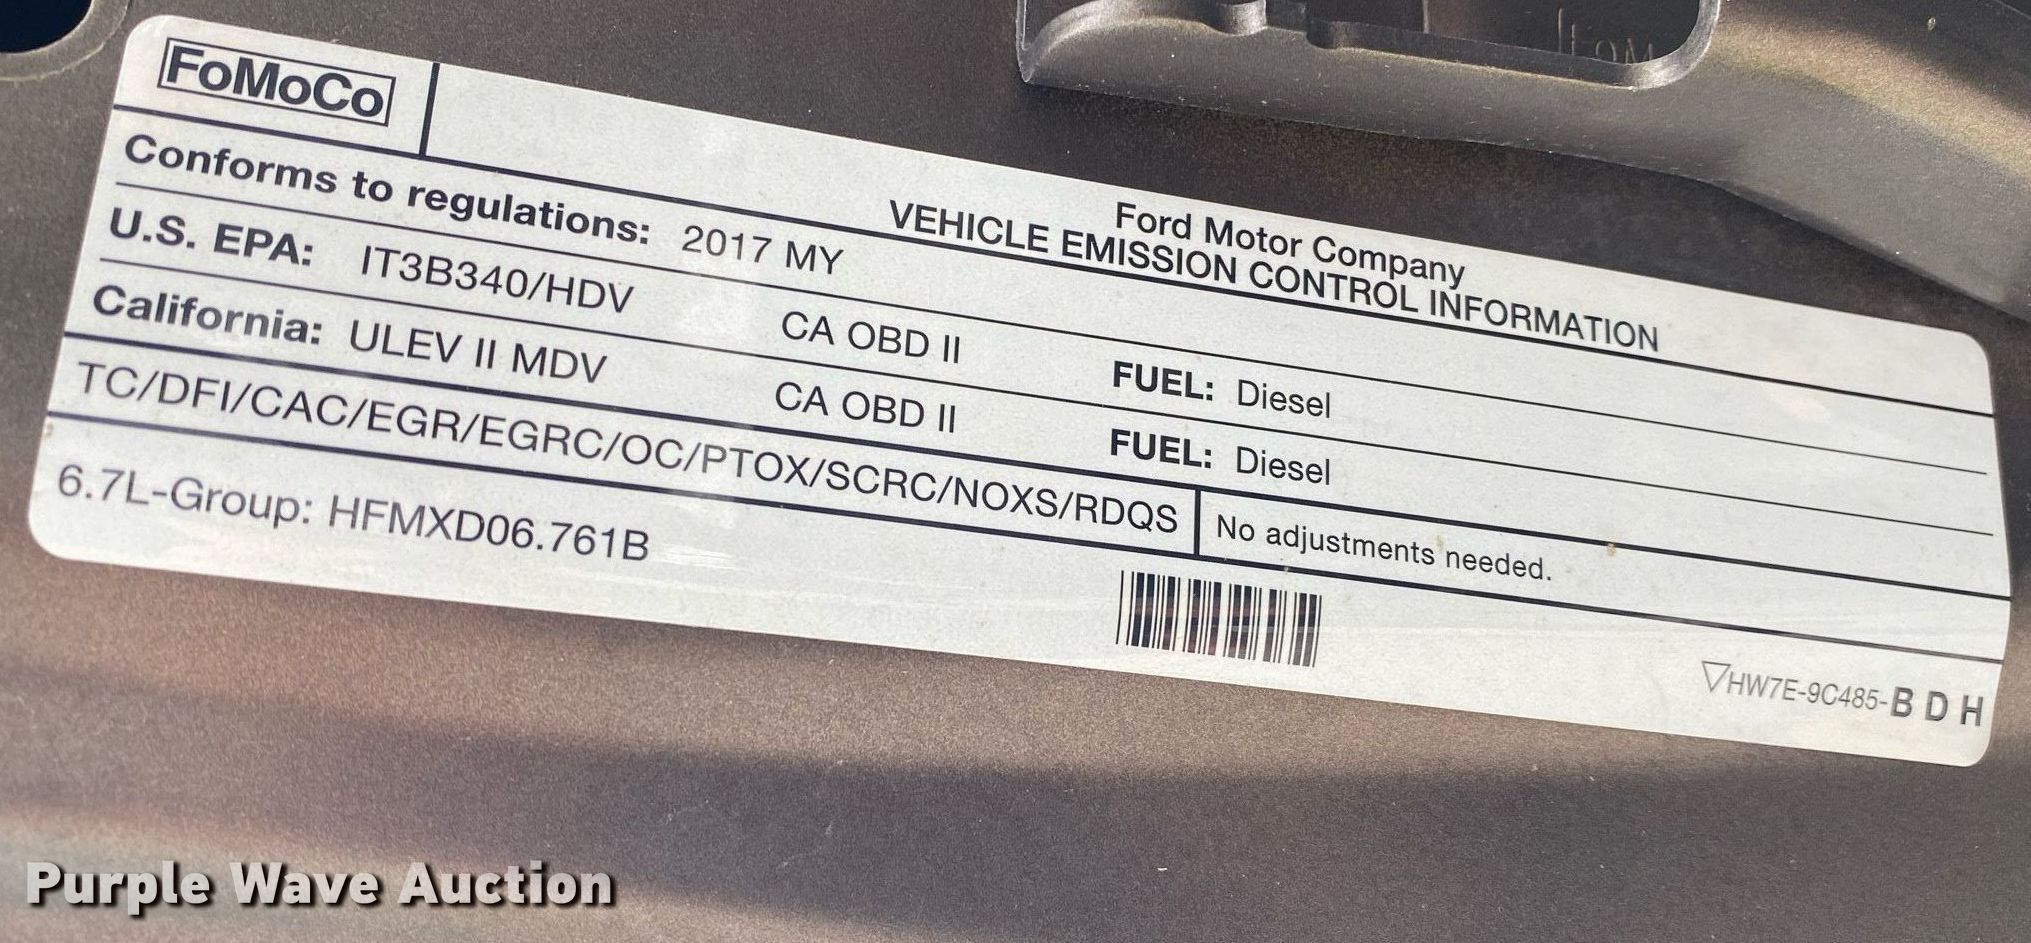 FoMoCo
Ford Motor Company
VEHICLE EMISSION CONTROL INFORMATION
Conforms to regulations: 2017 MY
U.S. EPA: IT3B340/HDV CA OBD II FUEL: Diesel
California: ULEV II MDV CA OBD II FUEL: Diesel
TC/DFI/CAC/EGR/EGRC/OC/PTOX/SCRC/NOXS/RDQS No adjustments needed.
6.7L-Group: HFMXD06.761B
HW7E-9C485-B D H
Purple Wave Auction